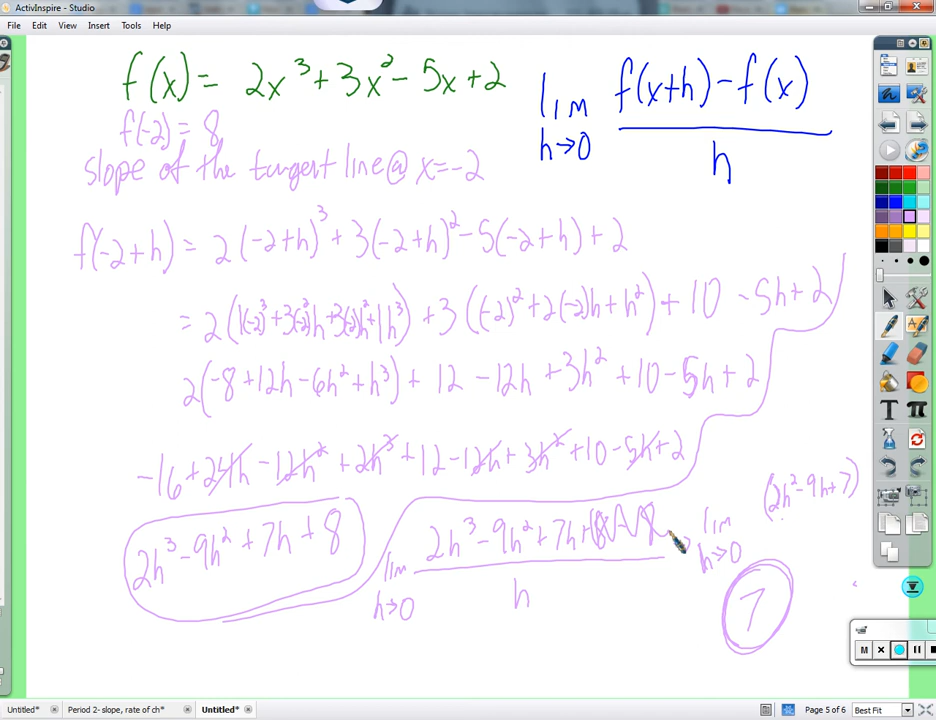 ActivInspire - Studio
File Edit View Insert Tools Help
f(x) = 2x³ + 3x² - 5x + 2
lim h→0 f(x+h) - f(x) / h
f(-2) = 8
slope of the tangent line @ x = -2
f(-2+h) = 2(-2+h)³ + 3(-2+h)² - 5(-2+h) + 2
= 2(1(-2)³ + 3(-2)²h + 3(-2)h² + 1h³) + 3((-2)² + 2(-2)h + h²) + 10 - 5h + 2
2(-8 + 12h - 6h² + h³) + 12 - 12h + 3h² + 10 - 5h + 2
-16 + 24h - 12h² + 2h³ + 12 - 12h + 3h² + 10 - 5h + 2
2h³ - 9h² + 7h + 8
lim h→0 2h³ - 9h² + 7h + 8 - 8 / h
lim h→0 (2h² - 9h + 7)
7
M
Untitled* Period 2- slope, rate of ch* Untitled* Page 5 of 6 Best Fit